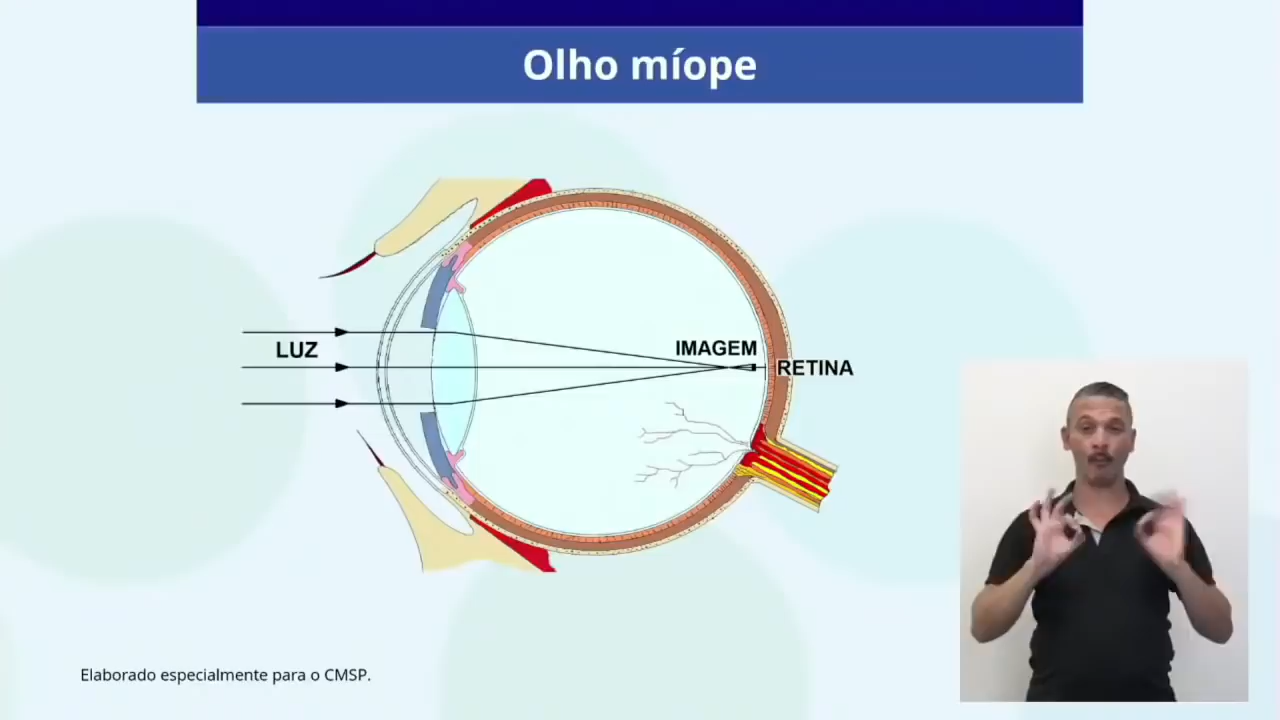 Olho míope
LUZ
IMAGEM
RETINA
Elaborado especialmente para o CMSP.